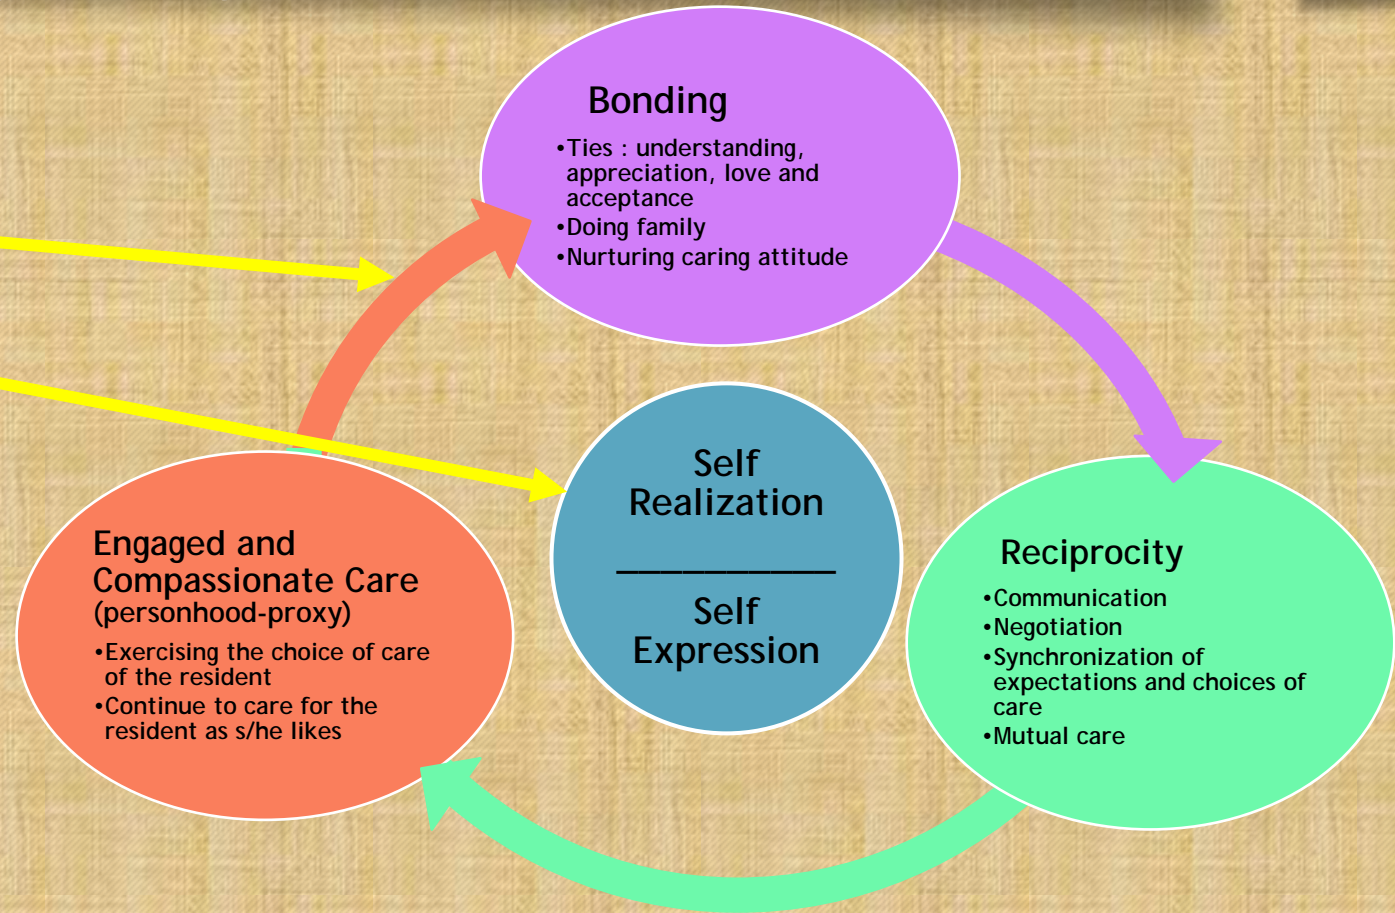 Bonding
•Ties : understanding,
appreciation, love and
acceptance
•Doing family
•Nurturing caring attitude
Self
Realization
___________
Self
Expression
Reciprocity
•Communication
•Negotiation
•Synchronization of
expectations and choices of
care
•Mutual care
Engaged and
Compassionate Care
(personhood-proxy)
•Exercising the choice of care
of the resident
•Continue to care for the
resident as s/he likes